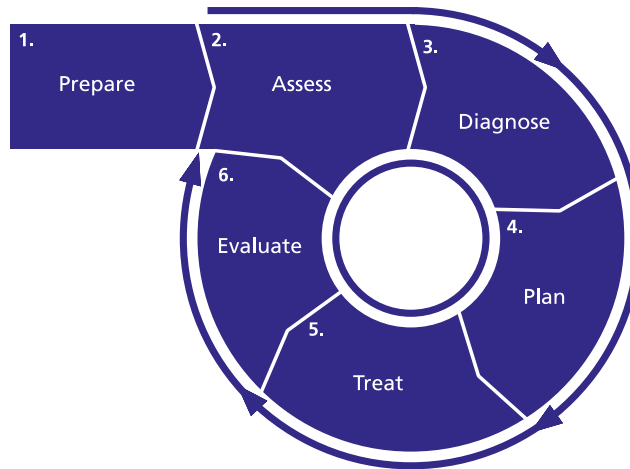 1.
Prepare
2.
Assess
3.
Diagnose
4.
Plan
5.
Treat
6.
Evaluate